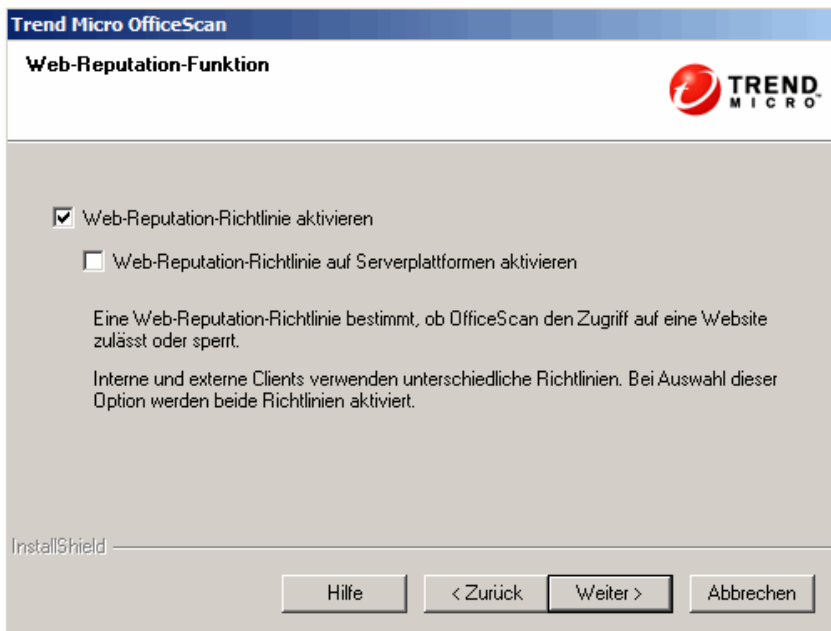 Trend Micro OfficeScan
Web-Reputation-Funktion
TREND
MICRO™
Web-Reputation-Richtlinie aktivieren
Web-Reputation-Richtlinie auf Serverplattformen aktivieren
Eine Web-Reputation-Richtlinie bestimmt, ob OfficeScan den Zugriff auf eine Website
zulässt oder sperrt.
Interne und externe Clients verwenden unterschiedliche Richtlinien. Bei Auswahl dieser
Option werden beide Richtlinien aktiviert.
InstallShield
Hilfe
< Zurück
Weiter >
Abbrechen